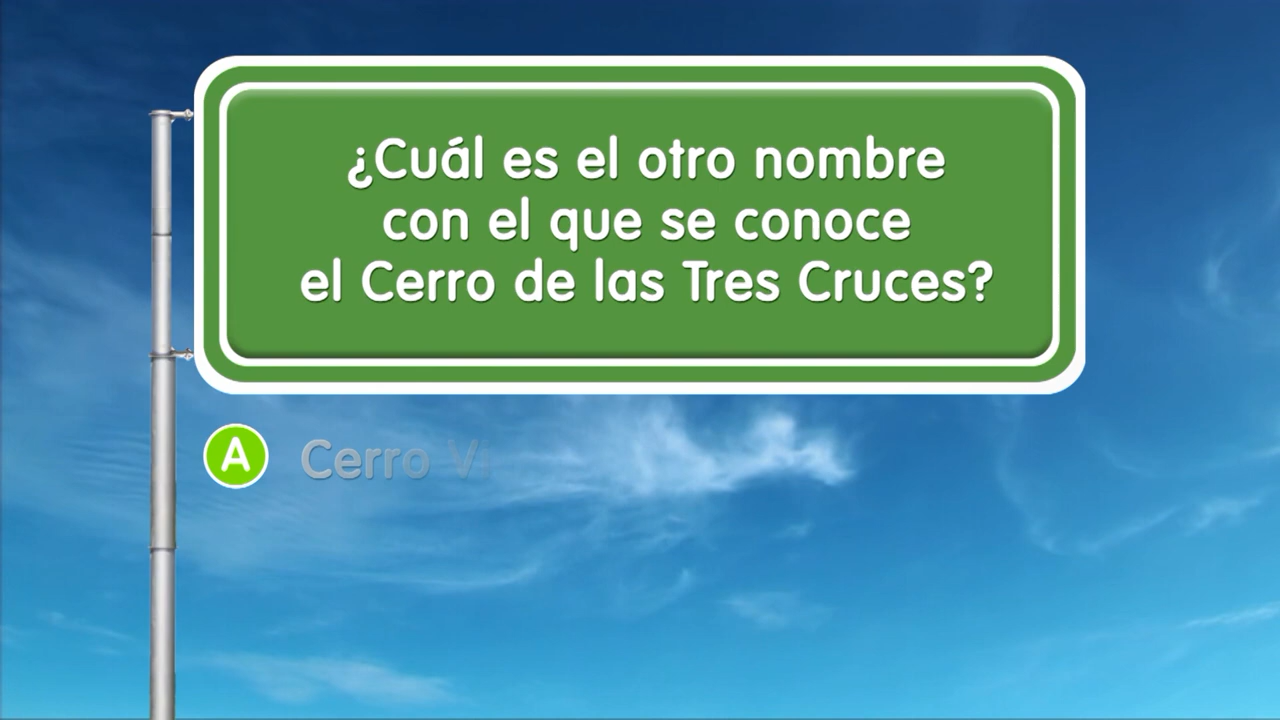 ¿Cuál es el otro nombre
con el que se conoce
el Cerro de las Tres Cruces?
A Cerro